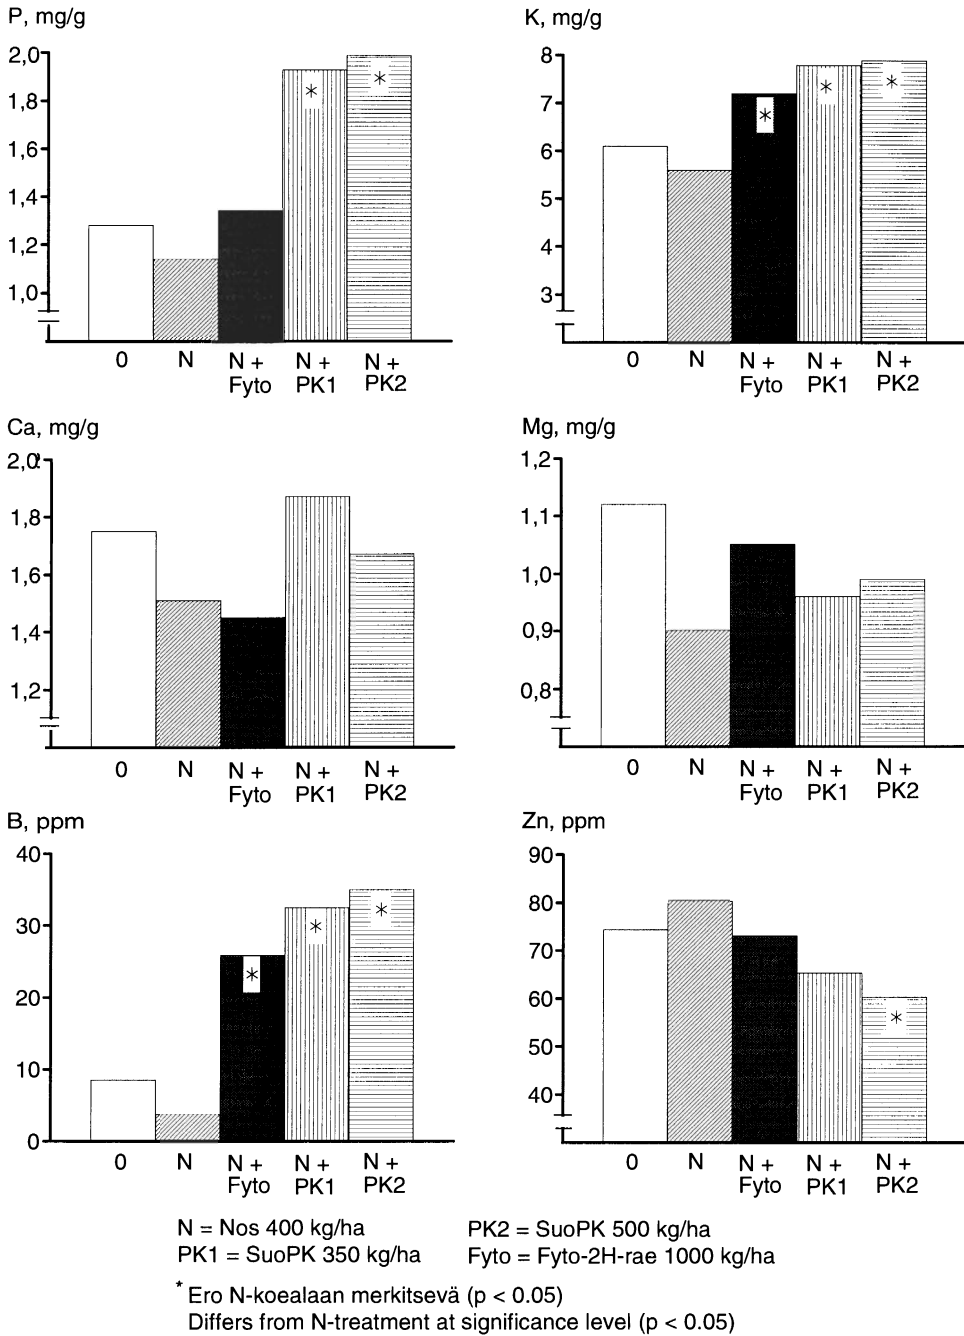 P, mg/g
2,0
1,8
1,6
1,4
1,2
1,0
0 N N + N + N +
Fyto PK1 PK2
*
*
K, mg/g
8
7
6
5
4
3
0 N N + N + N +
Fyto PK1 PK2
*
*
*
Ca, mg/g
2,0
1,8
1,6
1,4
1,2
0 N N + N + N +
Fyto PK1 PK2
Mg, mg/g
1,2
1,1
1,0
0,9
0,8
0 N N + N + N +
Fyto PK1 PK2
B, ppm
40
30
20
10
0
0 N N + N + N +
Fyto PK1 PK2
*
*
*
Zn, ppm
90
80
70
60
50
40
0 N N + N + N +
Fyto PK1 PK2
*
N = Nos 400 kg/ha PK2 = SuoPK 500 kg/ha
PK1 = SuoPK 350 kg/ha Fyto = Fyto-2H-rae 1000 kg/ha
* Ero N-koealaan merkitsevä (p < 0.05)
Differs from N-treatment at significance level (p < 0.05)